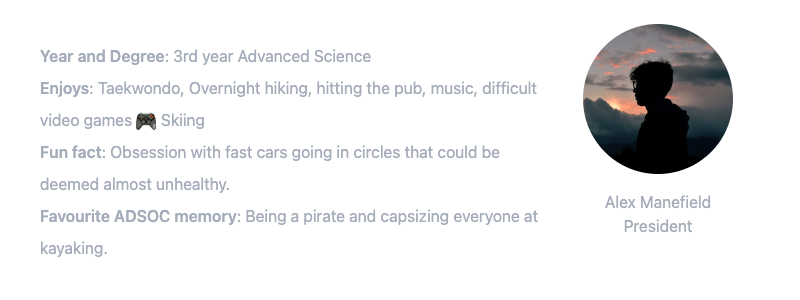 Year and Degree: 3rd year Advanced Science
Enjoys: Taekwondo, Overnight hiking, hitting the pub, music, difficult
video games 🎮 Skiing
Fun fact: Obsession with fast cars going in circles that could be
deemed almost unhealthy.
Favourite ADSOC memory: Being a pirate and capsizing everyone at
kayaking.
Alex Manefield
President